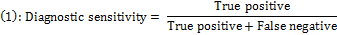 (1): Diagnostic sensitivity = True positive / True positive + False negative